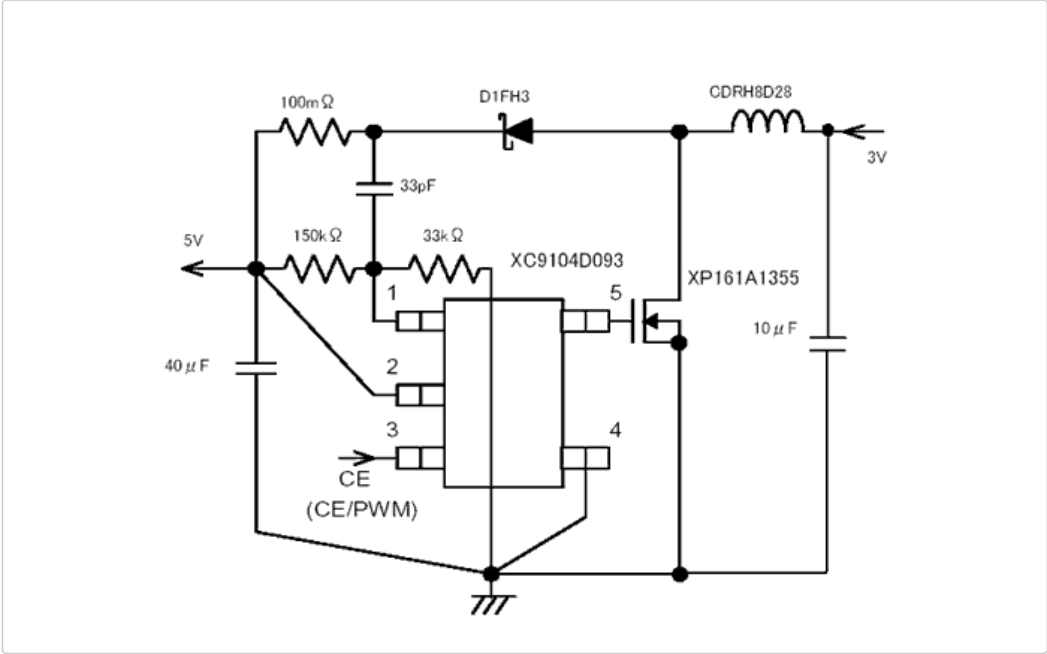 D1FH3
CDRH8D28
100mΩ
3V
33pF
5V
150kΩ
33kΩ
XC9104D093
XP161A1355
1
5
10μF
40μF
2
3
4
CE
(CE/PWM)